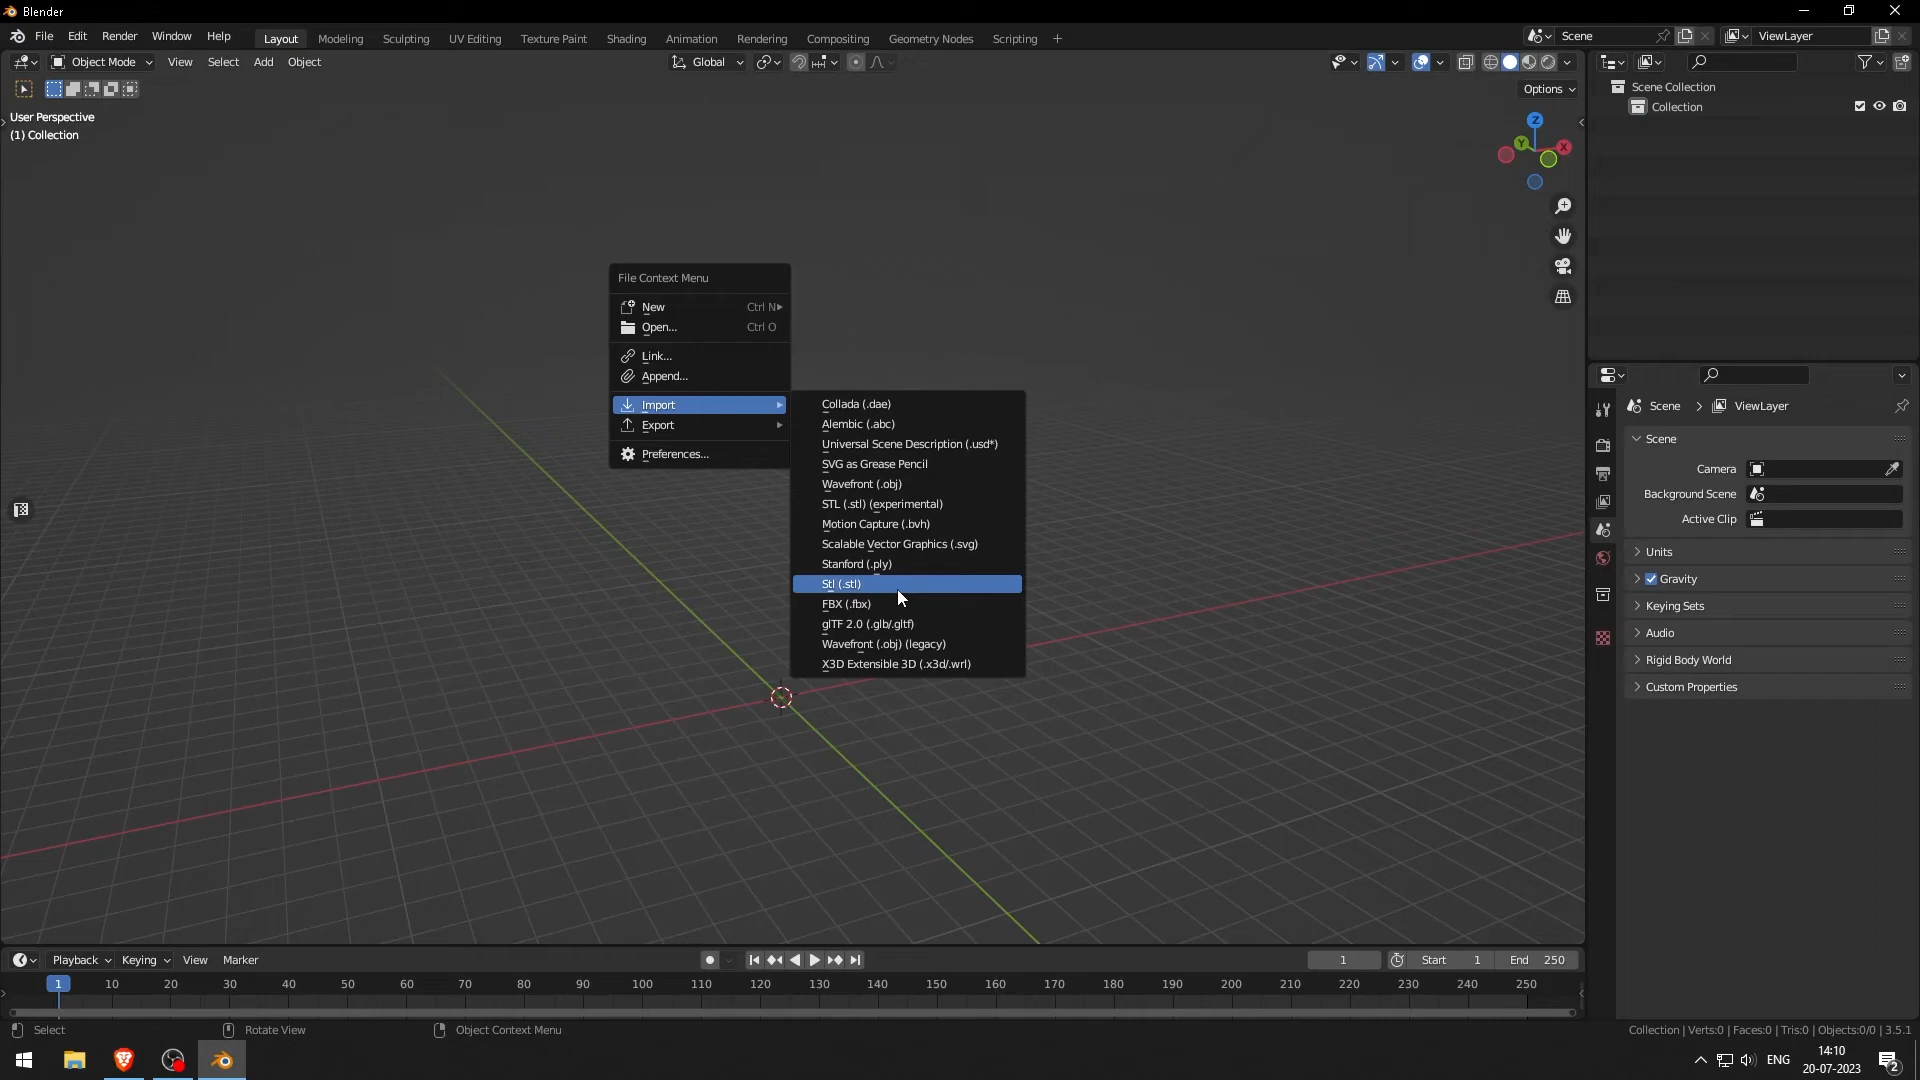 Blender
File Edit Render Window Help Layout Modeling Sculpting UV Editing Texture Paint Shading Animation Rendering Compositing Geometry Nodes Scripting + Scene ViewLayer
Object Mode View Select Add Object Global
Options
User Perspective
(1) Collection
Z
Y
X
Scene Collection
Collection
File Context Menu
New Ctrl N
Open... Ctrl O
Link...
Append...
Import
Export
Preferences...
Collada (.dae)
Alembic (.abc)
Universal Scene Description (.usd*)
SVG as Grease Pencil
Wavefront (.obj)
STL (.stl) (experimental)
Motion Capture (.bvh)
Scalable Vector Graphics (.svg)
Stanford (.ply)
Stl (.stl)
FBX (.fbx)
glTF 2.0 (.glb/.gltf)
Wavefront (.obj) (legacy)
X3D Extensible 3D (.x3d/.wrl)
Scene > ViewLayer
Scene
Camera
Background Scene
Active Clip
Units
Gravity
Keying Sets
Audio
Rigid Body World
Custom Properties
Playback Keying View Marker 1 Start 1 End 250
1 10 20 30 40 50 60 70 80 90 100 110 120 130 140 150 160 170 180 190 200 210 220 230 240 250
Select Rotate View Object Context Menu Collection | Verts:0 | Faces:0 | Tris:0 | Objects:0/0 | 3.5.1
ENG 14:10
20-07-2023
2